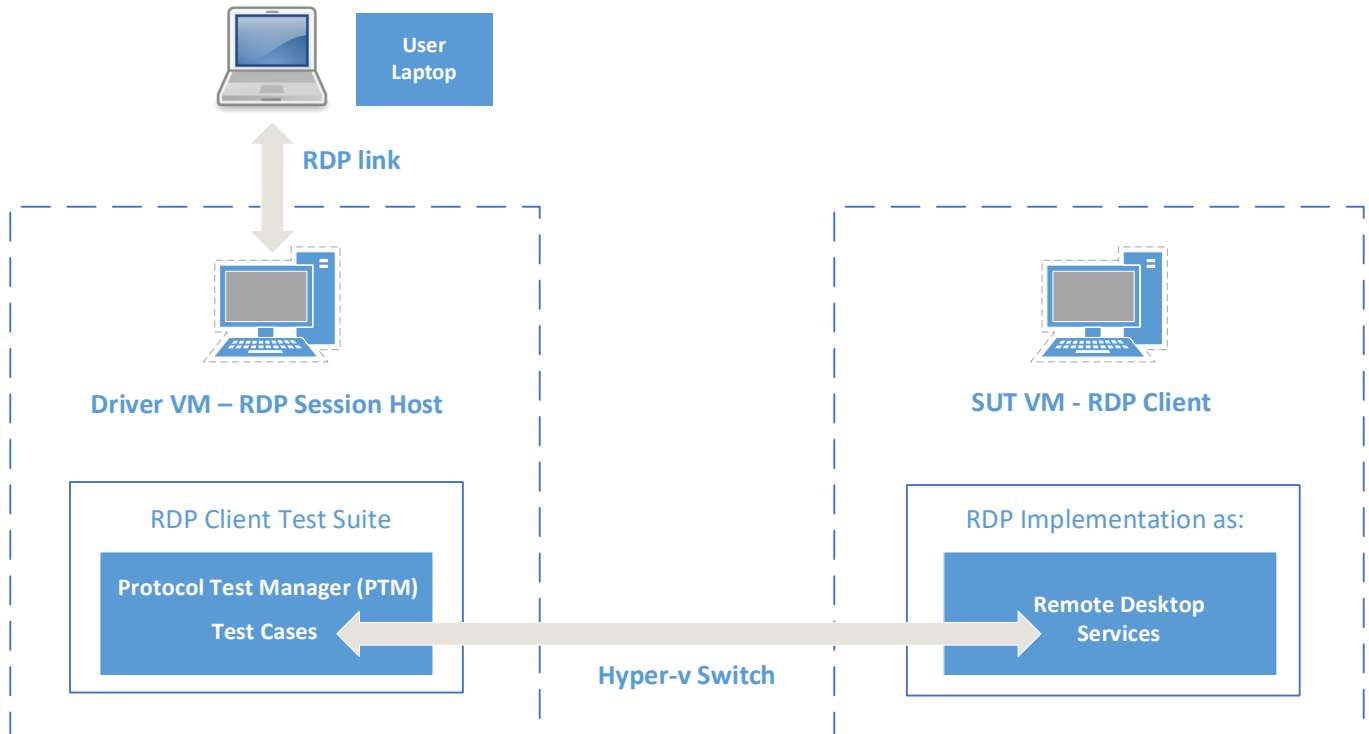 User
Laptop
RDP link
Driver VM – RDP Session Host
SUT VM - RDP Client
RDP Client Test Suite
Protocol Test Manager (PTM)
Test Cases
RDP Implementation as:
Remote Desktop
Services
Hyper-v Switch